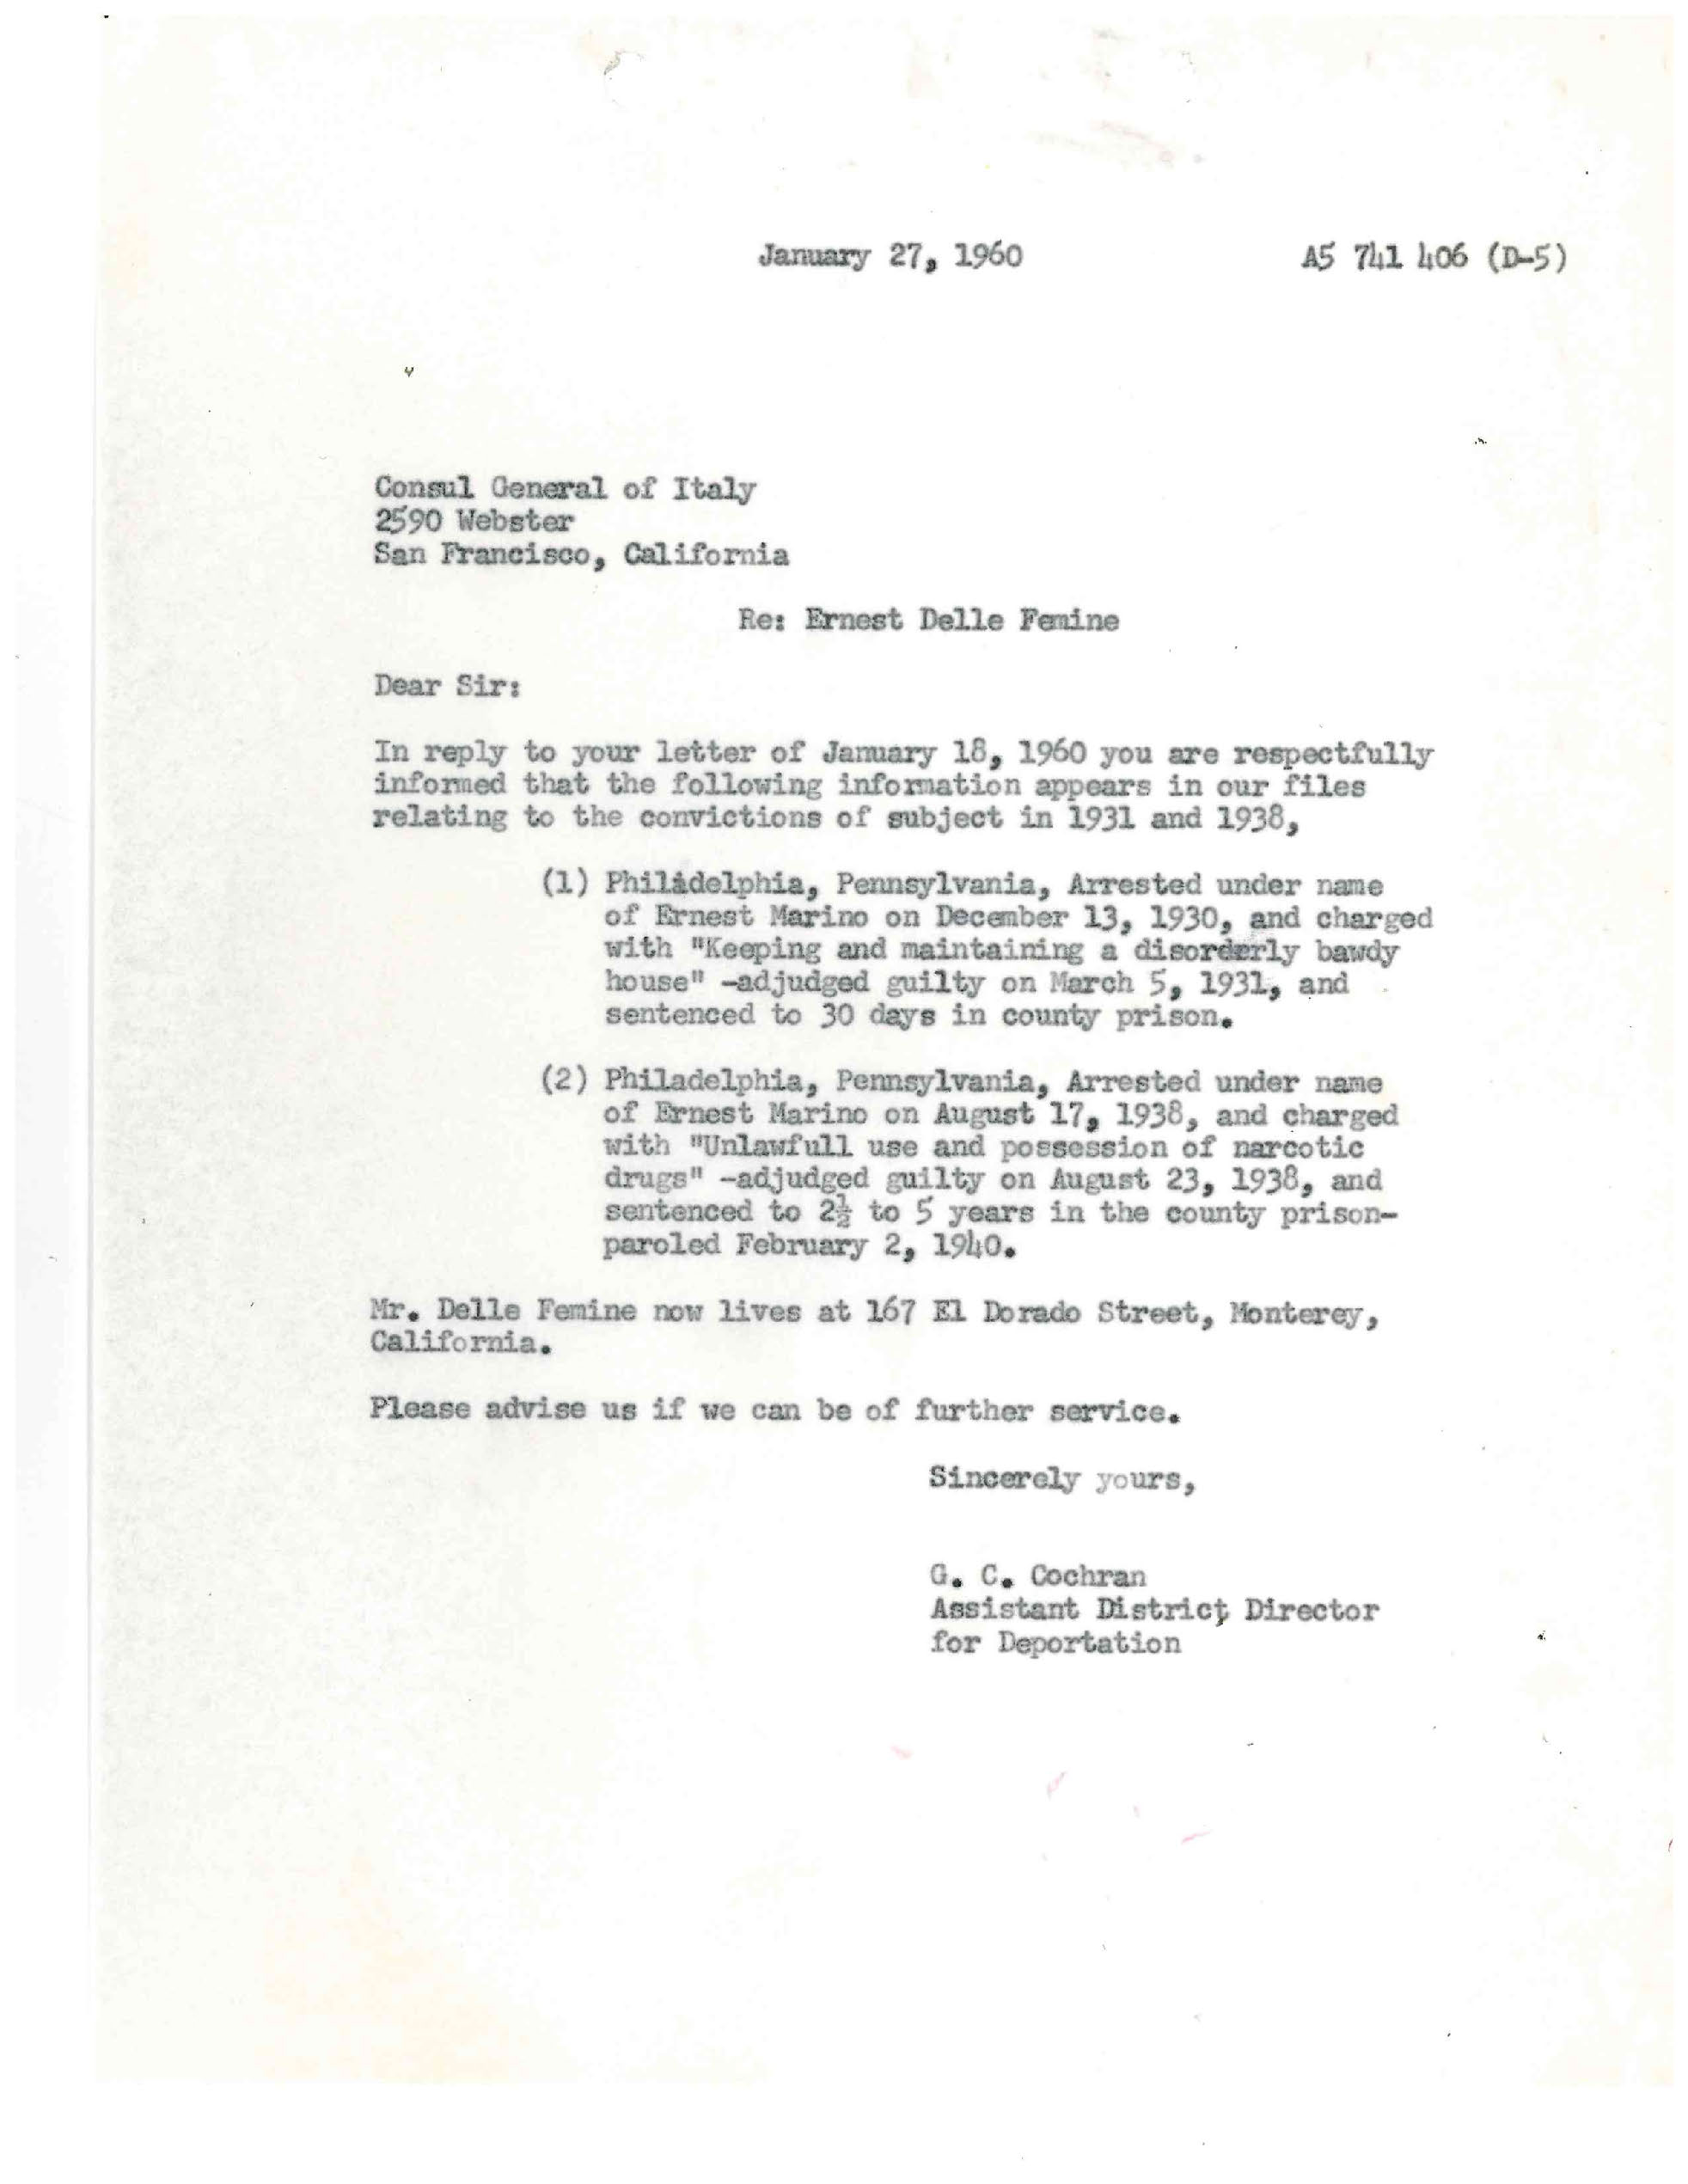 January 27, 1960 A5 741 406 (D-5)
Consul General of Italy
2590 Webster
San Francisco, California
Re: Ernest Delle Femine
Dear Sir:
In reply to your letter of January 18, 1960 you are respectfully
informed that the following information appears in our files
relating to the convictions of subject in 1931 and 1938,
(1) Philadelphia, Pennsylvania, Arrested under name
of Ernest Marino on December 13, 1930, and charged
with "Keeping and maintaining a disorderly bawdy
house" -adjudged guilty on March 5, 1931, and
sentenced to 30 days in county prison.
(2) Philadelphia, Pennsylvania, Arrested under name
of Ernest Marino on August 17, 1938, and charged
with "Unlawfull use and possession of narcotic
drugs" -adjudged guilty on August 23, 1938, and
sentenced to 2½ to 5 years in the county prison-
paroled February 2, 1940.
Mr. Delle Femine now lives at 167 El Dorado Street, Monterey,
California.
Please advise us if we can be of further service.
Sincerely yours,
G. C. Cochran
Assistant District Director
for Deportation